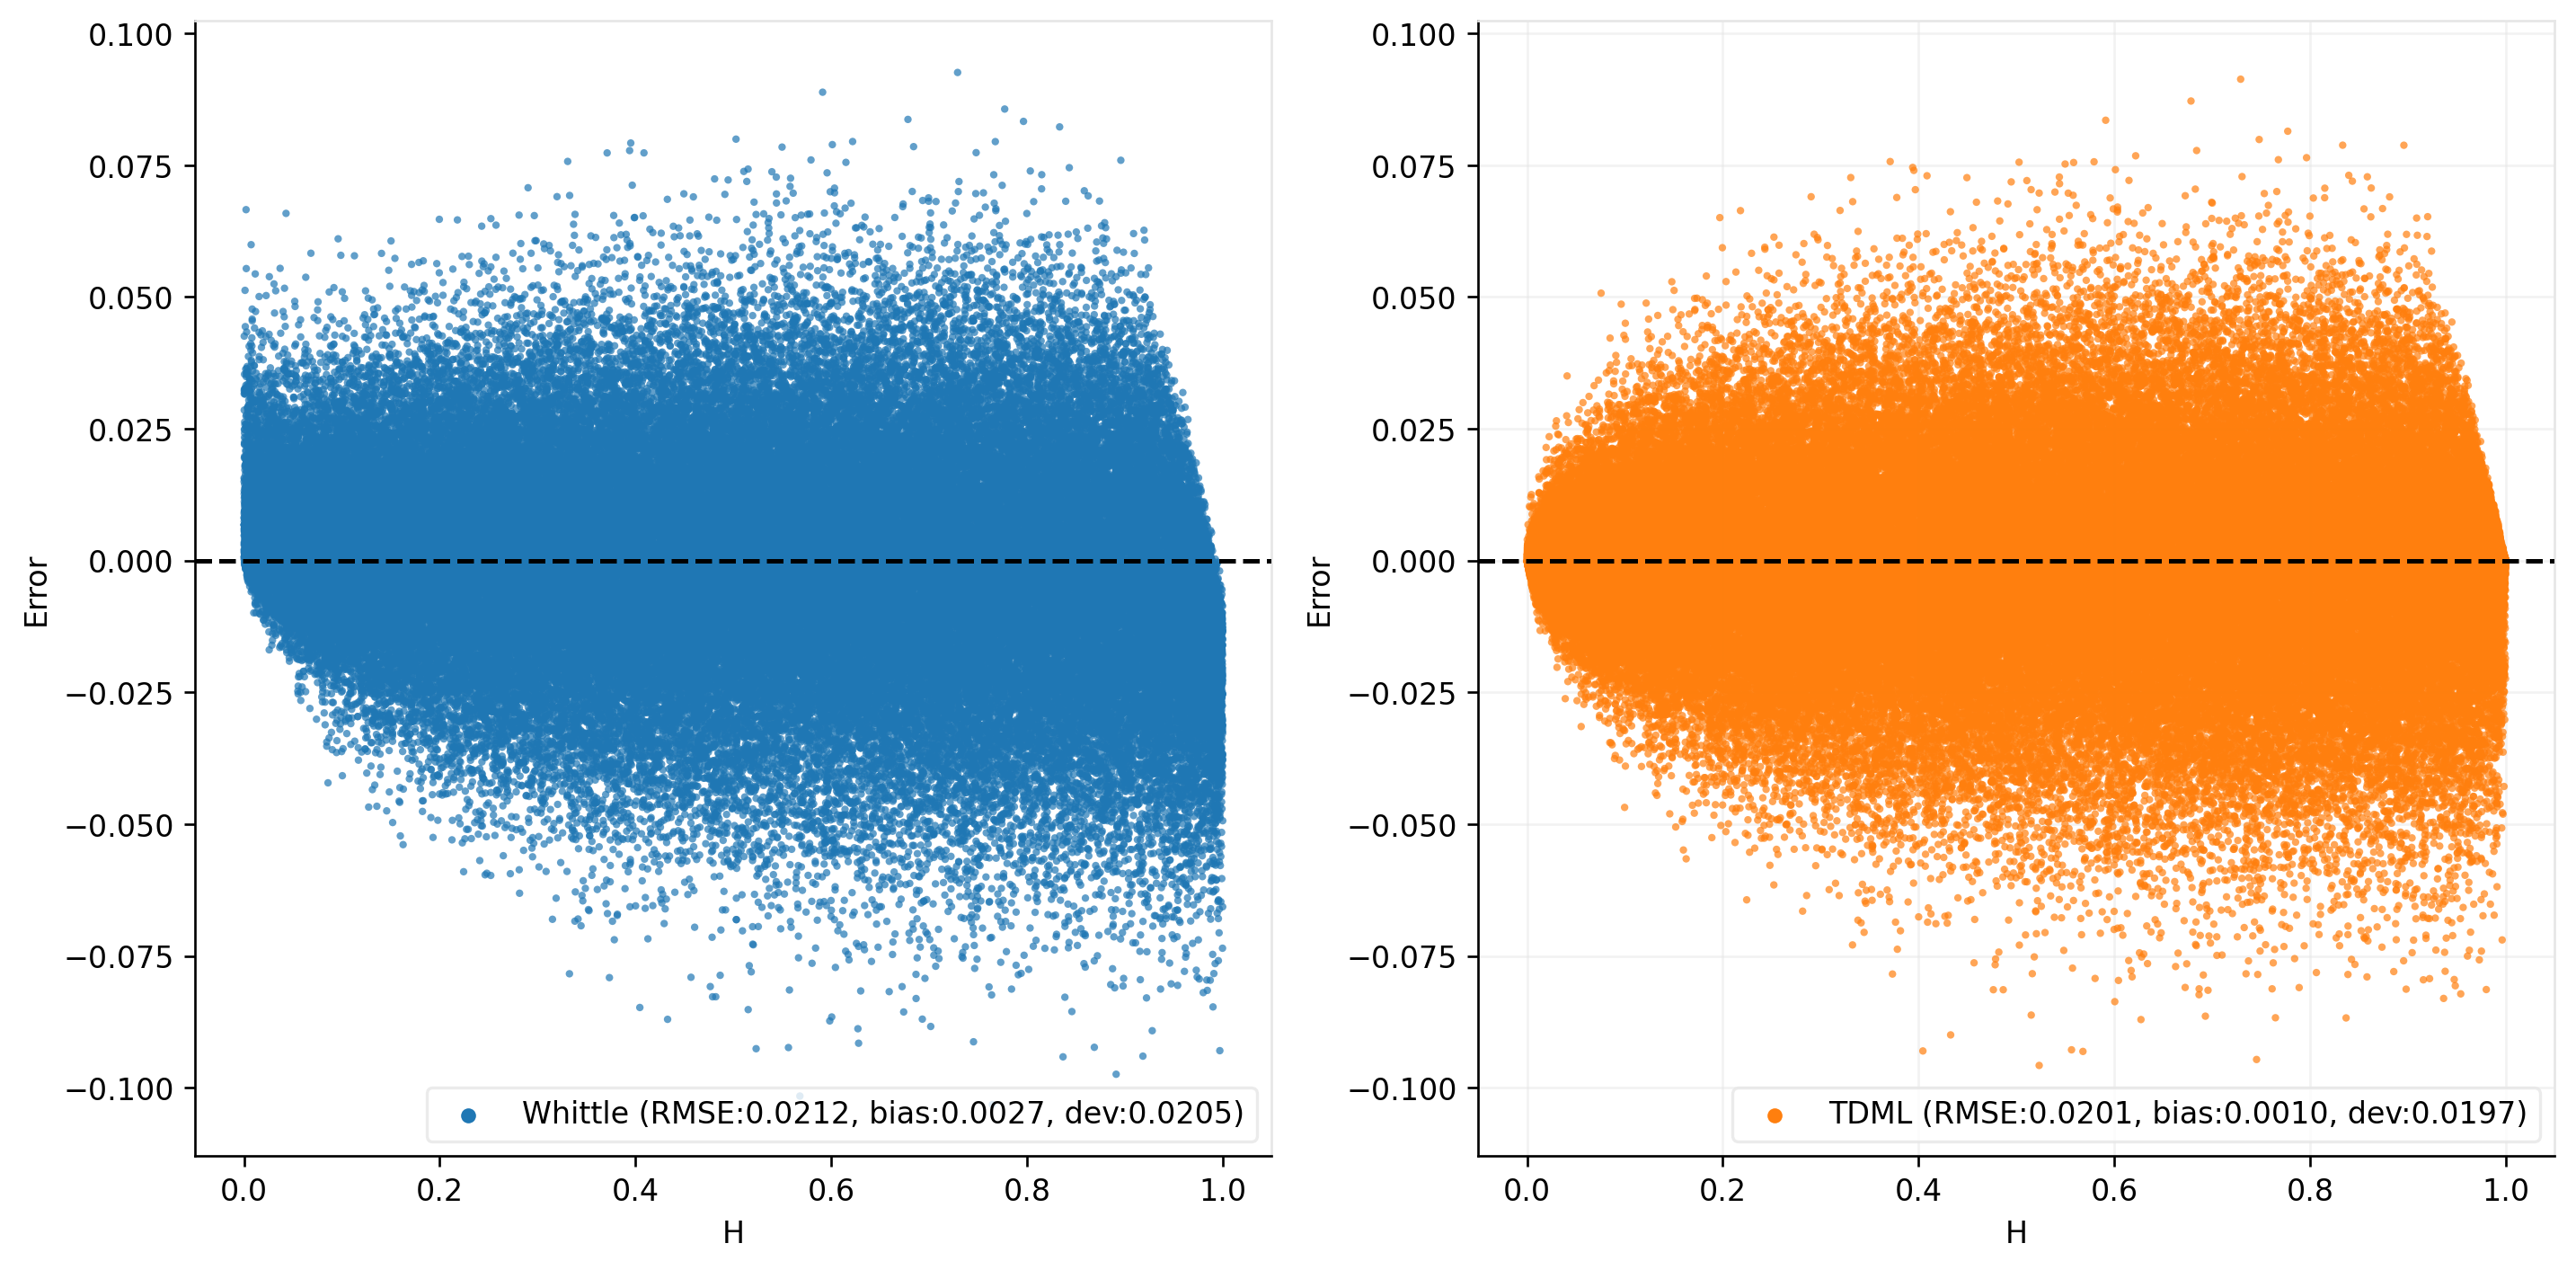 0.100
0.075
0.050
0.025
0.000
−0.025
−0.050
−0.075
−0.100
Error
0.0 0.2 0.4 0.6 0.8 1.0
H
Whittle (RMSE:0.0212, bias:0.0027, dev:0.0205)
0.100
0.075
0.050
0.025
0.000
−0.025
−0.050
−0.075
−0.100
Error
0.0 0.2 0.4 0.6 0.8 1.0
H
TDML (RMSE:0.0201, bias:0.0010, dev:0.0197)